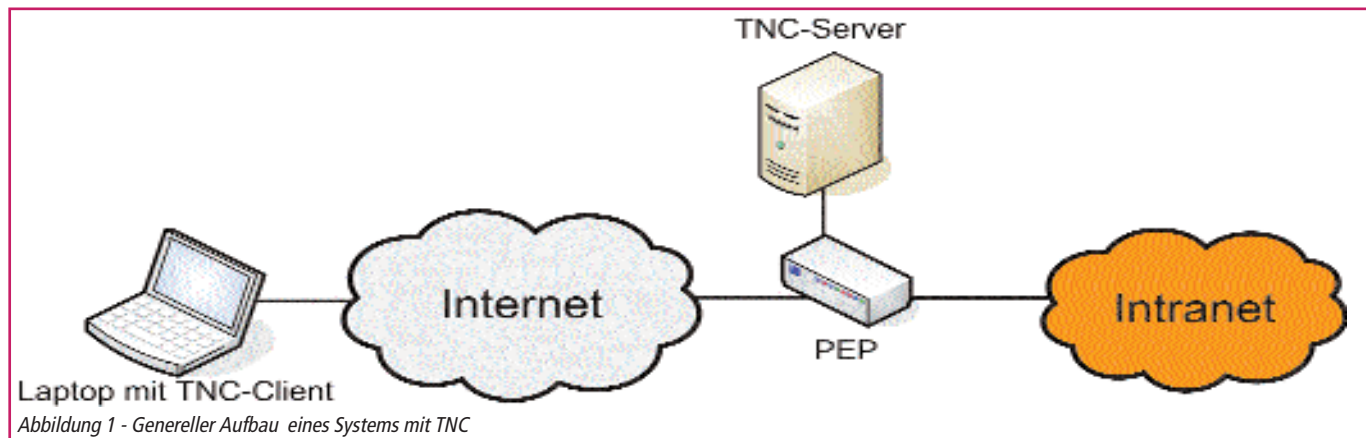 TNC-Server
Internet
Intranet
PEP
Laptop mit TNC-Client
Abbildung 1 - Genereller Aufbau eines Systems mit TNC